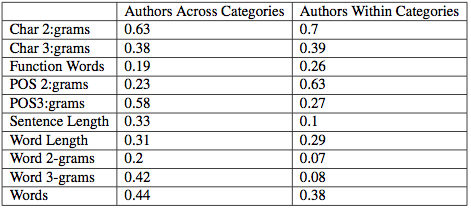 Authors Across Categories Authors Within Categories
Char 2:grams 0.63 0.7
Char 3:grams 0.38 0.39
Function Words 0.19 0.26
POS 2:grams 0.23 0.63
POS3:grams 0.58 0.27
Sentence Length 0.33 0.1
Word Length 0.31 0.29
Word 2-grams 0.2 0.07
Word 3-grams 0.42 0.08
Words 0.44 0.38